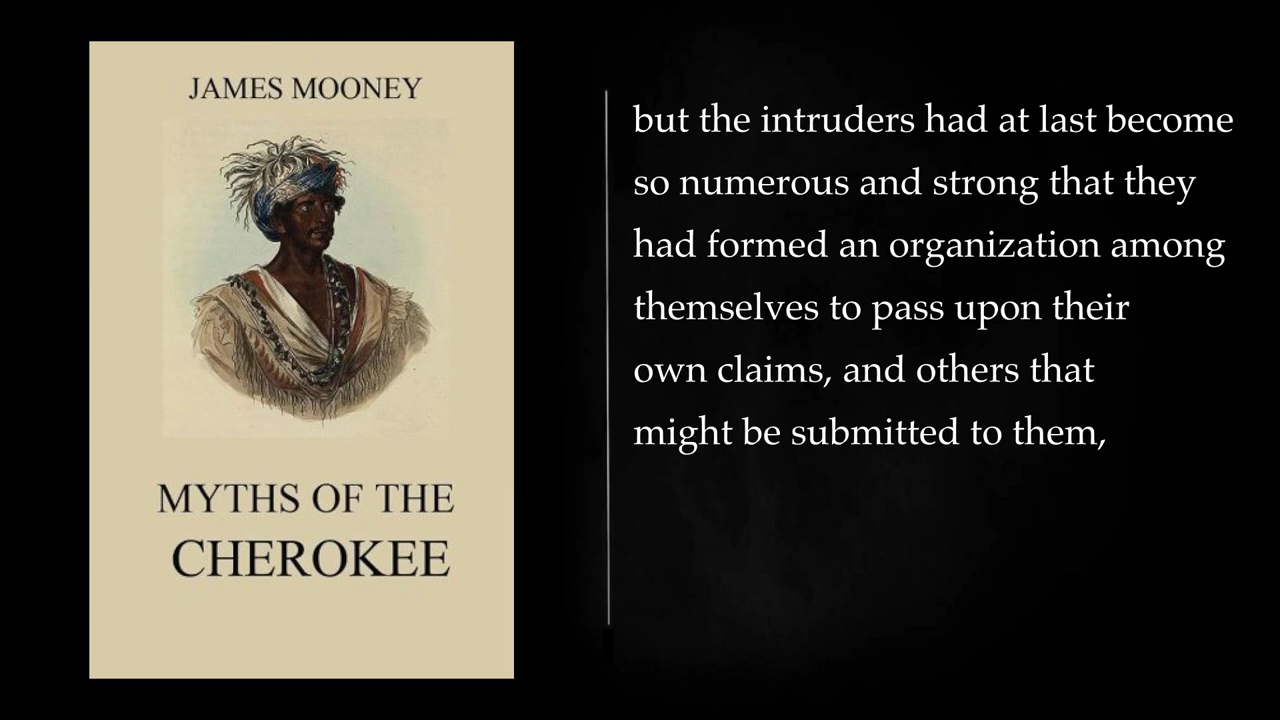 JAMES MOONEY
MYTHS OF THE
CHEROKEE
but the intruders had at last become
so numerous and strong that they
had formed an organization among
themselves to pass upon their
own claims, and others that
might be submitted to them,